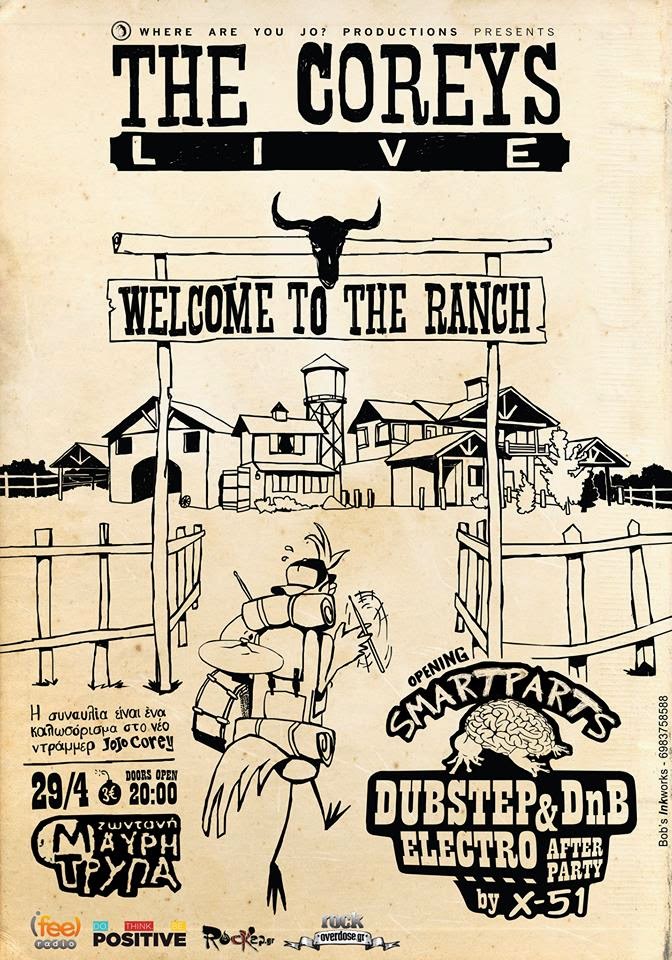 WHERE ARE YOU JO? PRODUCTIONS PRESENTS
THE COREYS
LIVE
WELCOME TO THE RANCH
Η συναυλία είναι ένα
καλωσόρισμα στο νέο
ντράμμερ JoJo Corey
29/4
3€
DOORS OPEN
20:00
ζωντανή
ΜΑΥΡΗ
ΤΡΥΠΑ
OPENING
SMARTPARTS
DUBSTEP & DnB
ELECTRO
AFTER
PARTY
by X-51
Bob's Inkworks - 6983758588
(feel)
radio
DO THINK BE
POSITIVE
ROCKER.gr
rock
overdose.gr